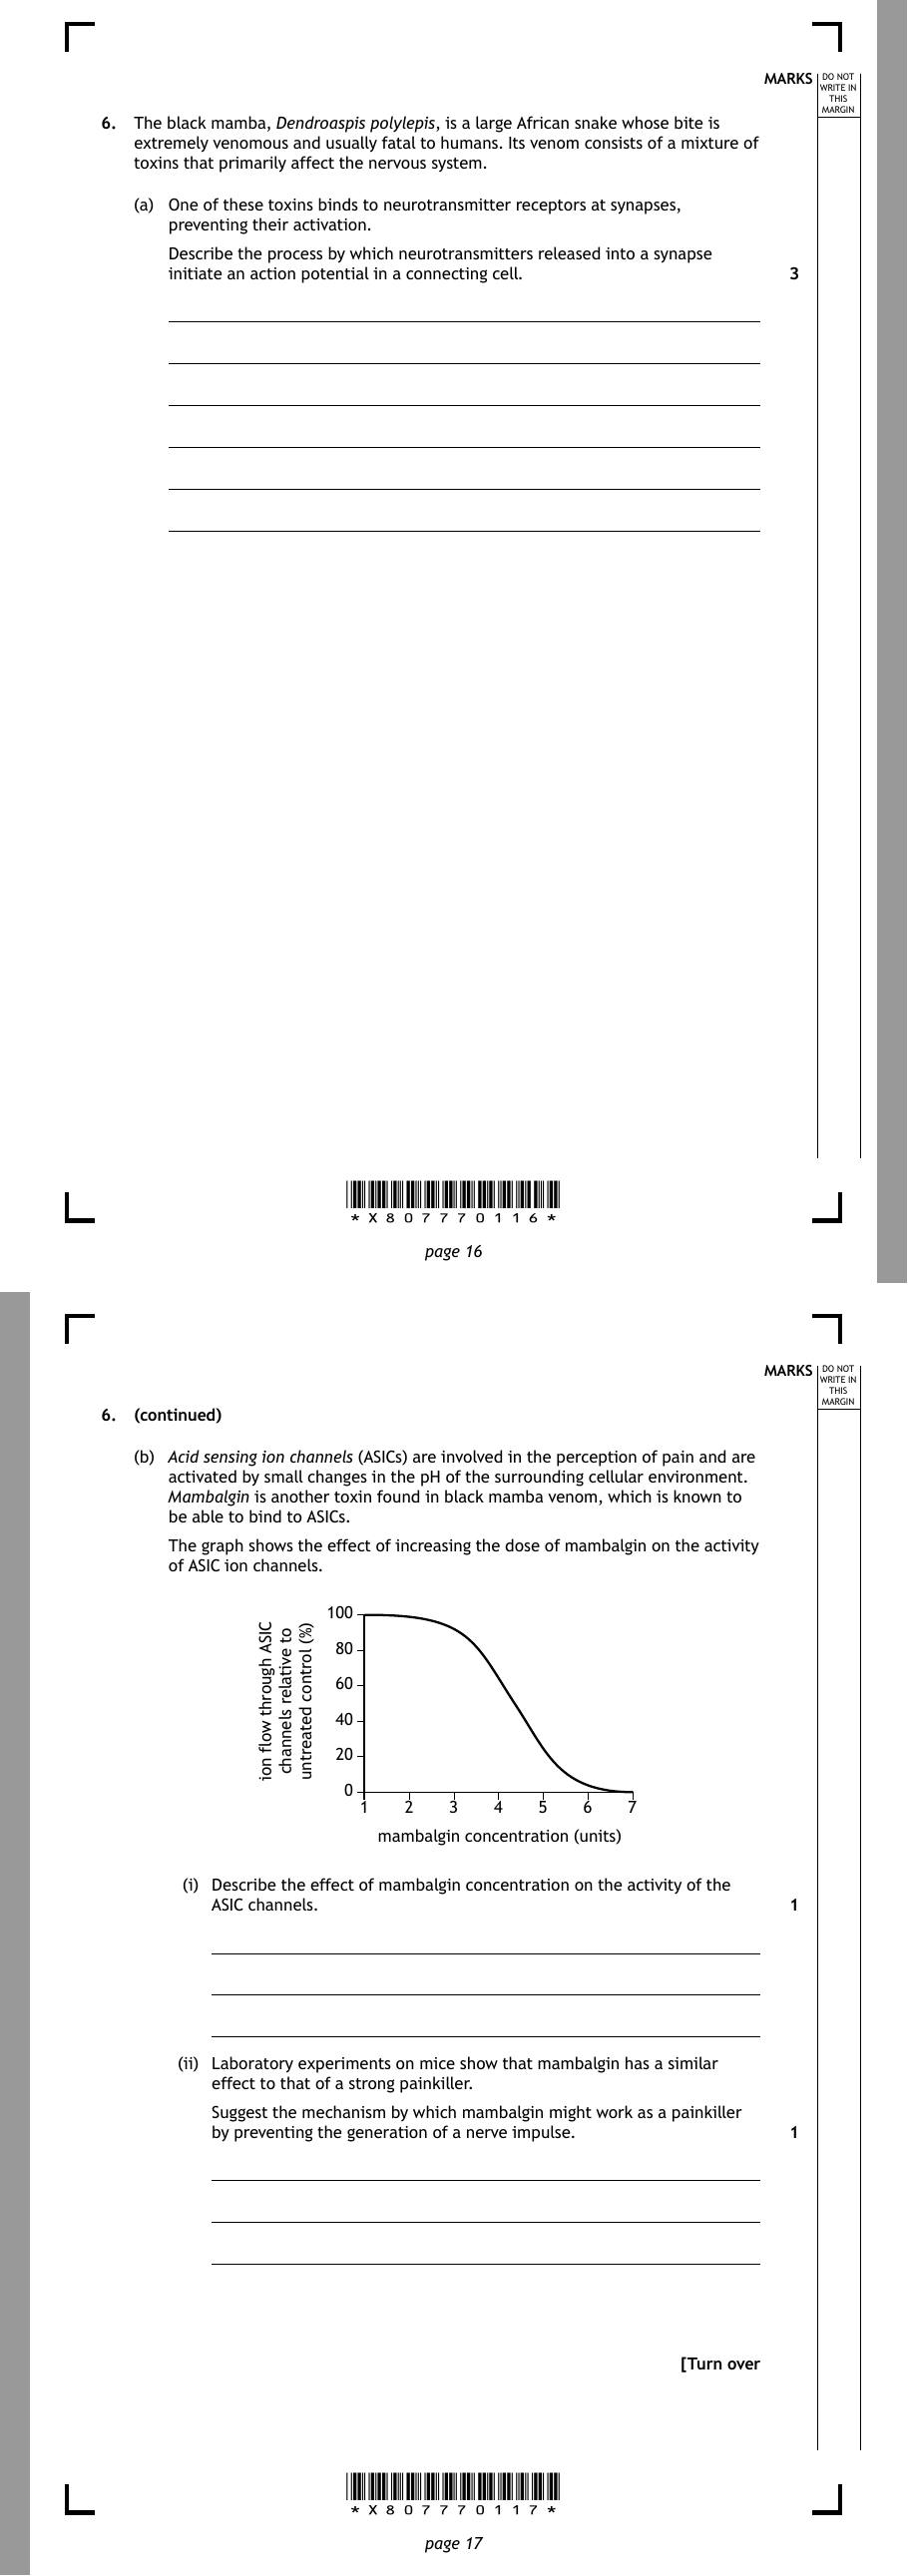 MARKS
DO NOT
WRITE IN
THIS
MARGIN
6. The black mamba, Dendroaspis polylepis, is a large African snake whose bite is
extremely venomous and usually fatal to humans. Its venom consists of a mixture of
toxins that primarily affect the nervous system.
(a) One of these toxins binds to neurotransmitter receptors at synapses,
preventing their activation.
Describe the process by which neurotransmitters released into a synapse
initiate an action potential in a connecting cell. 3
* X 8 0 7 7 7 0 1 1 6 *
page 16
MARKS
DO NOT
WRITE IN
THIS
MARGIN
6. (continued)
(b) Acid sensing ion channels (ASICs) are involved in the perception of pain and are
activated by small changes in the pH of the surrounding cellular environment.
Mambalgin is another toxin found in black mamba venom, which is known to
be able to bind to ASICs.
The graph shows the effect of increasing the dose of mambalgin on the activity
of ASIC ion channels.
ion flow through ASIC
channels relative to
untreated control (%)
100
80
60
40
20
0
1 2 3 4 5 6 7
mambalgin concentration (units)
(i) Describe the effect of mambalgin concentration on the activity of the
ASIC channels. 1
(ii) Laboratory experiments on mice show that mambalgin has a similar
effect to that of a strong painkiller.
Suggest the mechanism by which mambalgin might work as a painkiller
by preventing the generation of a nerve impulse. 1
[Turn over
* X 8 0 7 7 7 0 1 1 7 *
page 17